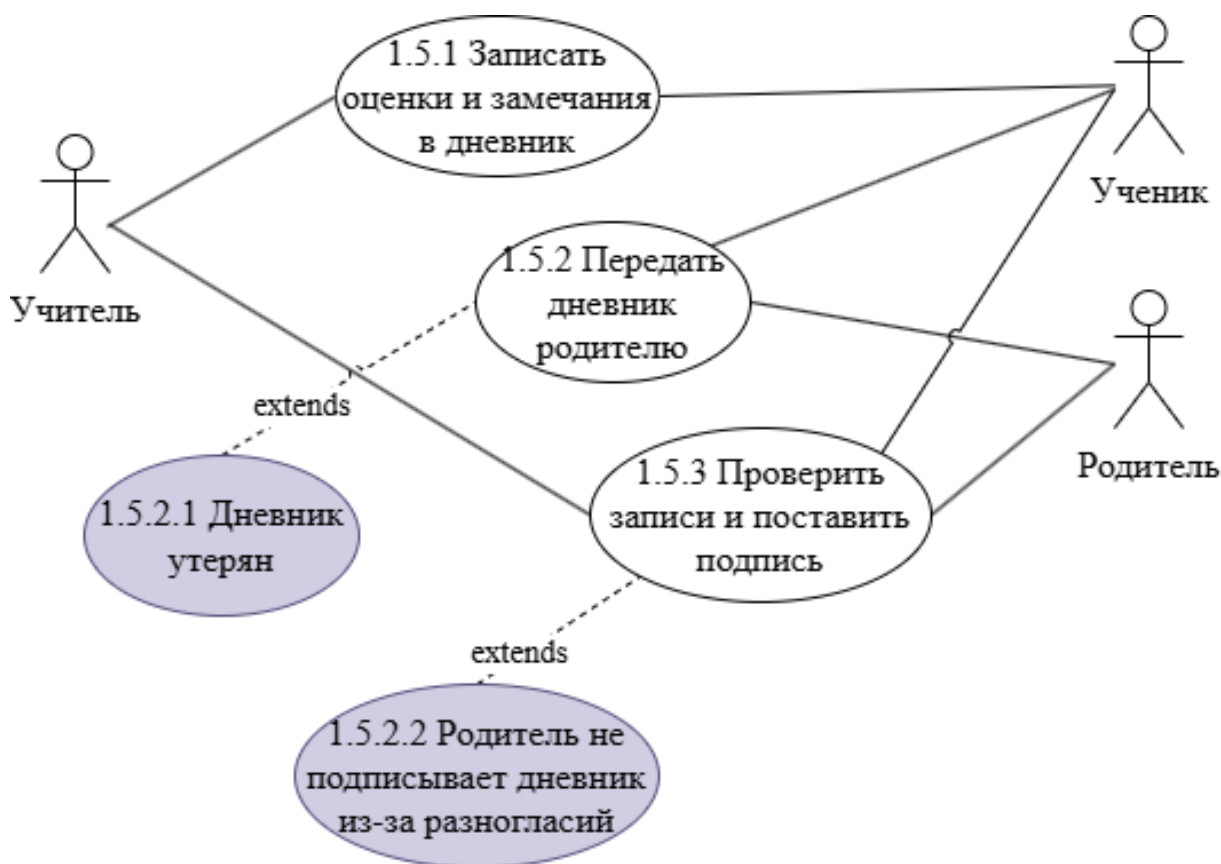 1.5.1 Записать
оценки и замечания
в дневник
Ученик
Учитель
1.5.2 Передать
дневник
родителю
Родитель
extends
1.5.2.1 Дневник
утерян
1.5.3 Проверить
записи и поставить
подпись
extends
1.5.2.2 Родитель не
подписывает дневник
из-за разногласий